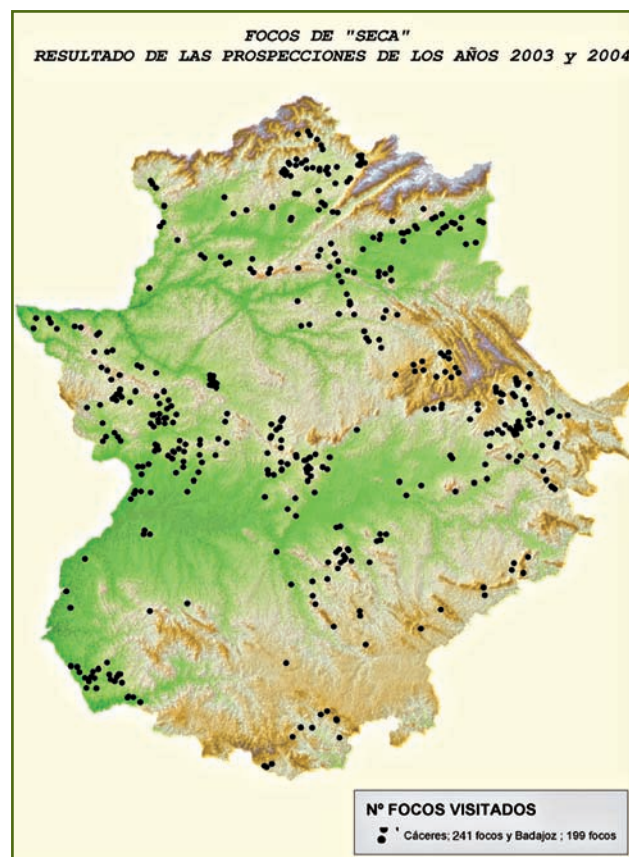 FOCOS DE "SECA"
RESULTADO DE LAS PROSPECCIONES DE LOS AÑOS 2003 y 2004
Nº FOCOS VISITADOS
Cáceres; 241 focos y Badajoz ; 199 focos